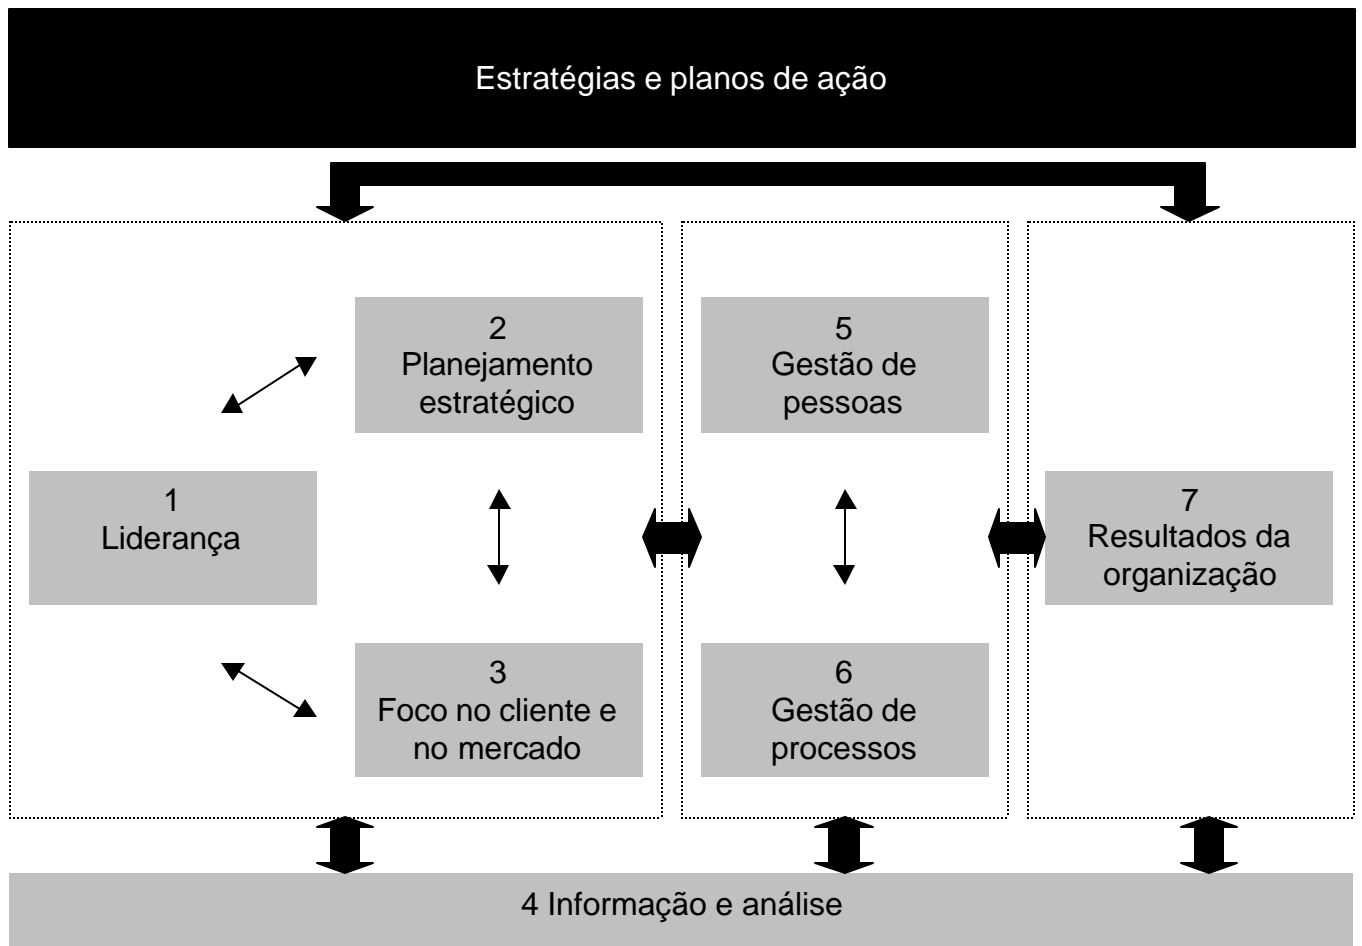 Estratégias e planos de ação
2
Planejamento
estratégico
5
Gestão de
pessoas
1
Liderança
7
Resultados da
organização
3
Foco no cliente e
no mercado
6
Gestão de
processos
4 Informação e análise